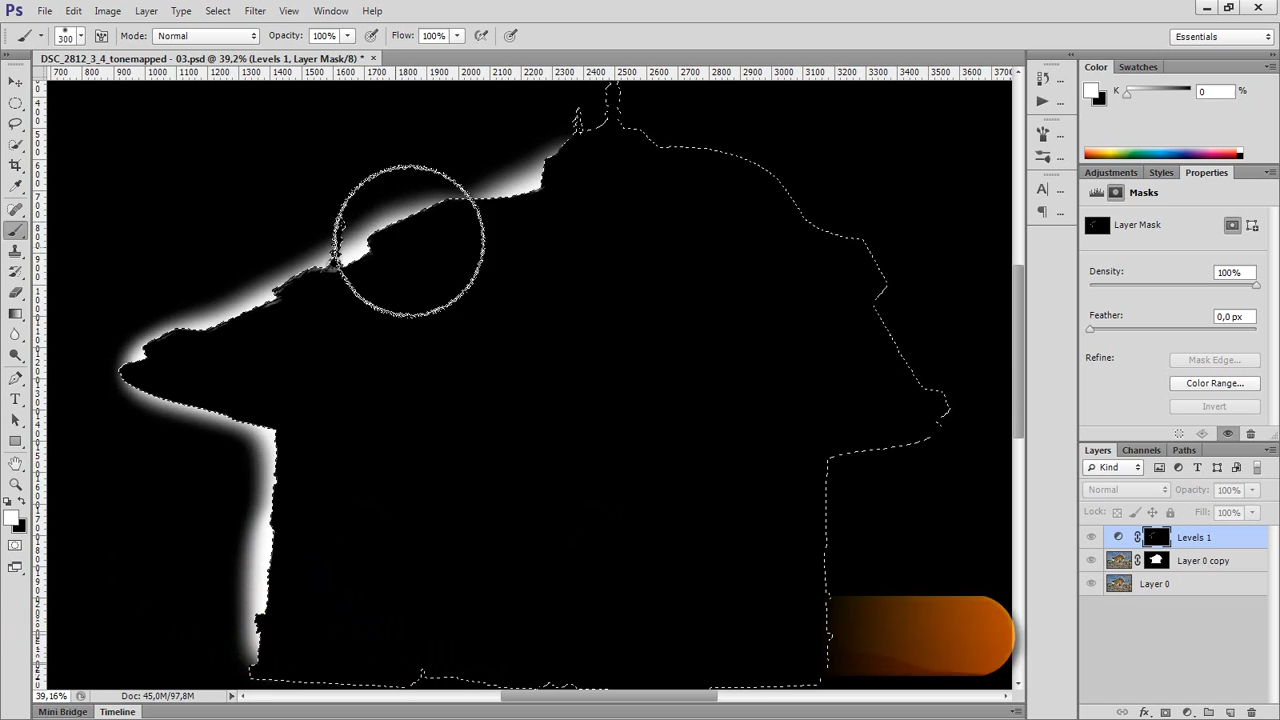 Ps File Edit Image Layer Type Select Filter View Window Help
300 Mode: Normal Opacity: 100% Flow: 100% Essentials
DSC_2812_3_4_tonemapped - 03.psd @ 39,2% (Levels 1, Layer Mask/8) * ×
700 800 900 1000 1100 1200 1300 1400 1500 1600 1700 1800 1900 2000 2100 2200 2300 2400 2500 2600 2700 2800 2900 3000 3100 3200 3300 3400 3500 3600 3700
Color Swatches
K 0 %
Adjustments Styles Properties
Masks
Layer Mask
Density: 100%
Feather: 0,0 px
Refine: Mask Edge...
Color Range...
Invert
Layers Channels Paths
Kind
Normal Opacity: 100%
Lock: Fill: 100%
Levels 1
Layer 0 copy
Layer 0
39,16% Doc: 45,0M/97,8M
Mini Bridge Timeline
fx